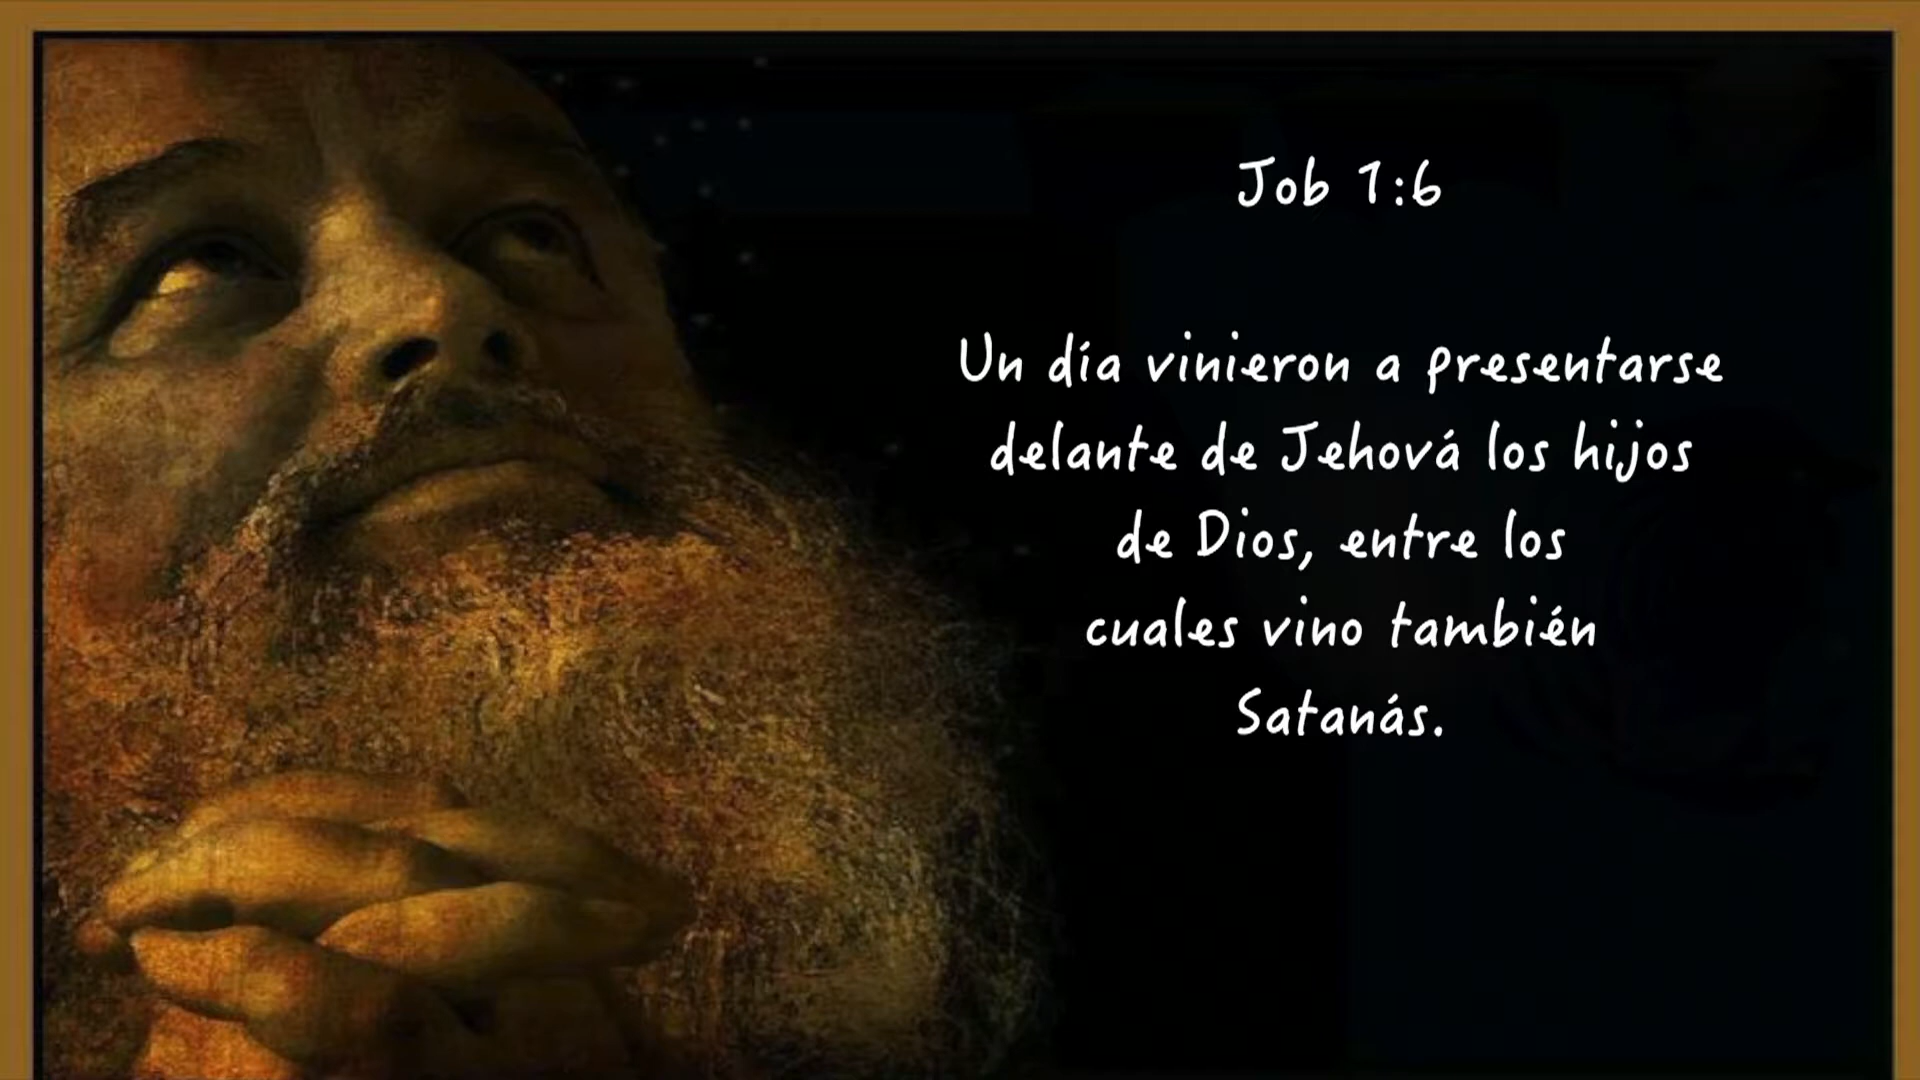 Job 1:6
Un día vinieron a presentarse
delante de Jehová los hijos
de Dios, entre los
cuales vino también
Satanás.